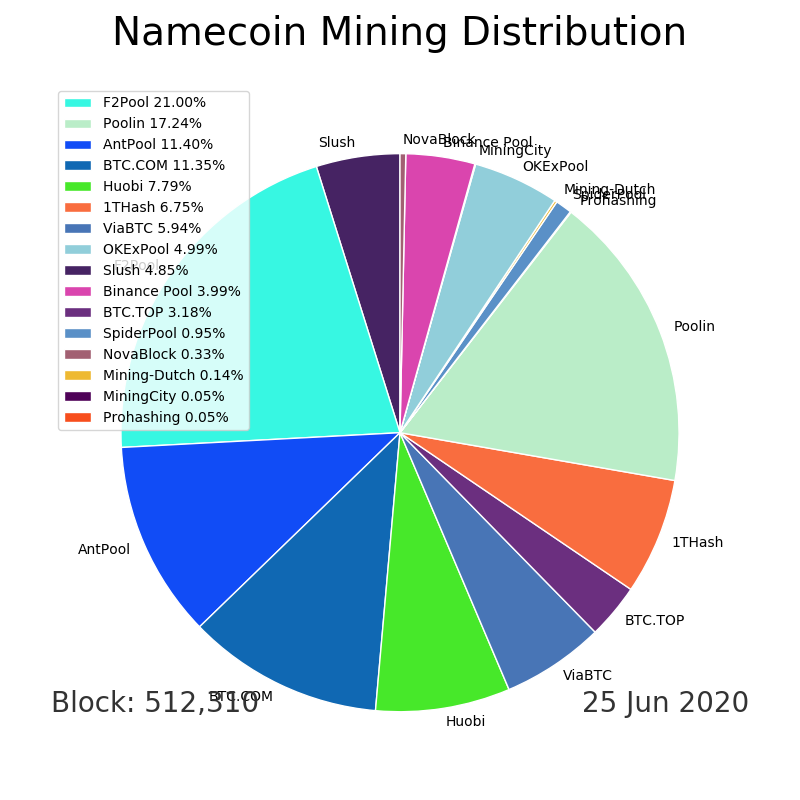 Namecoin Mining Distribution
F2Pool 21.00%
Poolin 17.24%
AntPool 11.40%
BTC.COM 11.35%
Huobi 7.79%
1THash 6.75%
ViaBTC 5.94%
OKExPool 4.99%
Slush 4.85%
Binance Pool 3.99%
BTC.TOP 3.18%
SpiderPool 0.95%
NovaBlock 0.33%
Mining-Dutch 0.14%
MiningCity 0.05%
Prohashing 0.05%
Slush
NovaBlock
Binance Pool
MiningCity
OKExPool
Mining-Dutch
SpiderPool
Prohashing
F2Pool
Poolin
1THash
AntPool
BTC.TOP
ViaBTC
BTC.COM
Huobi
Block: 512,310
25 Jun 2020